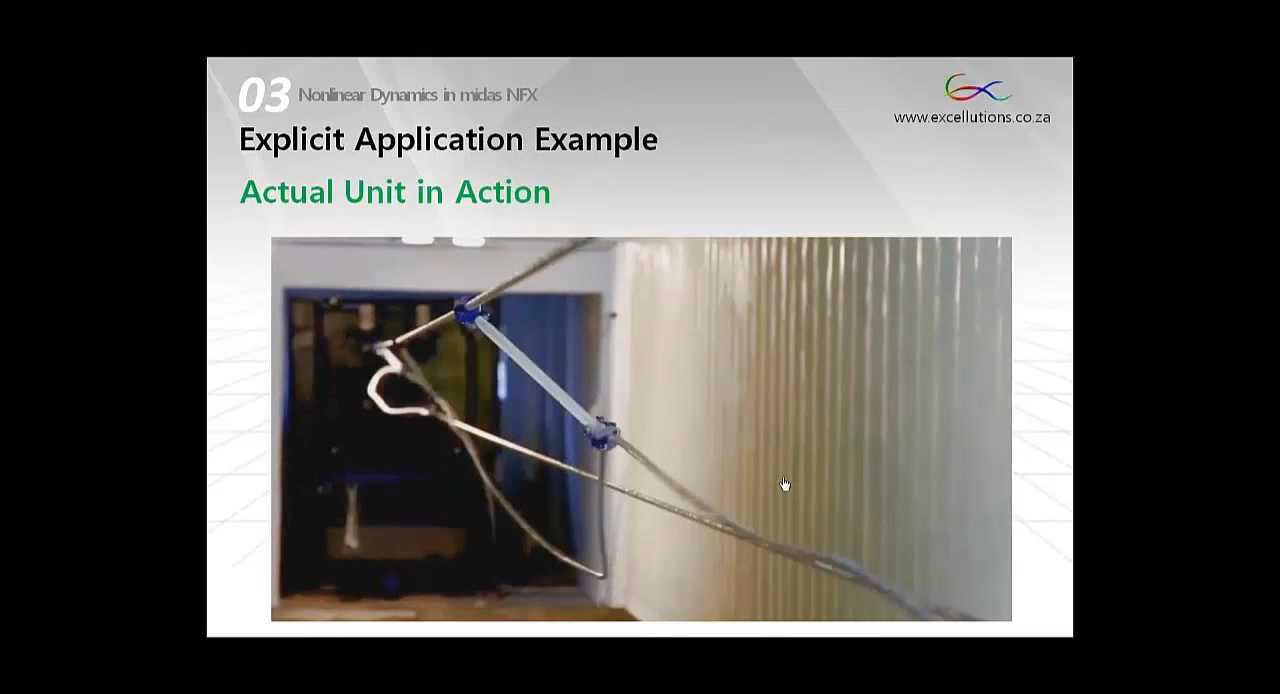 03 Nonlinear Dynamics in midas NFX
www.excellutions.co.za
Explicit Application Example
Actual Unit in Action